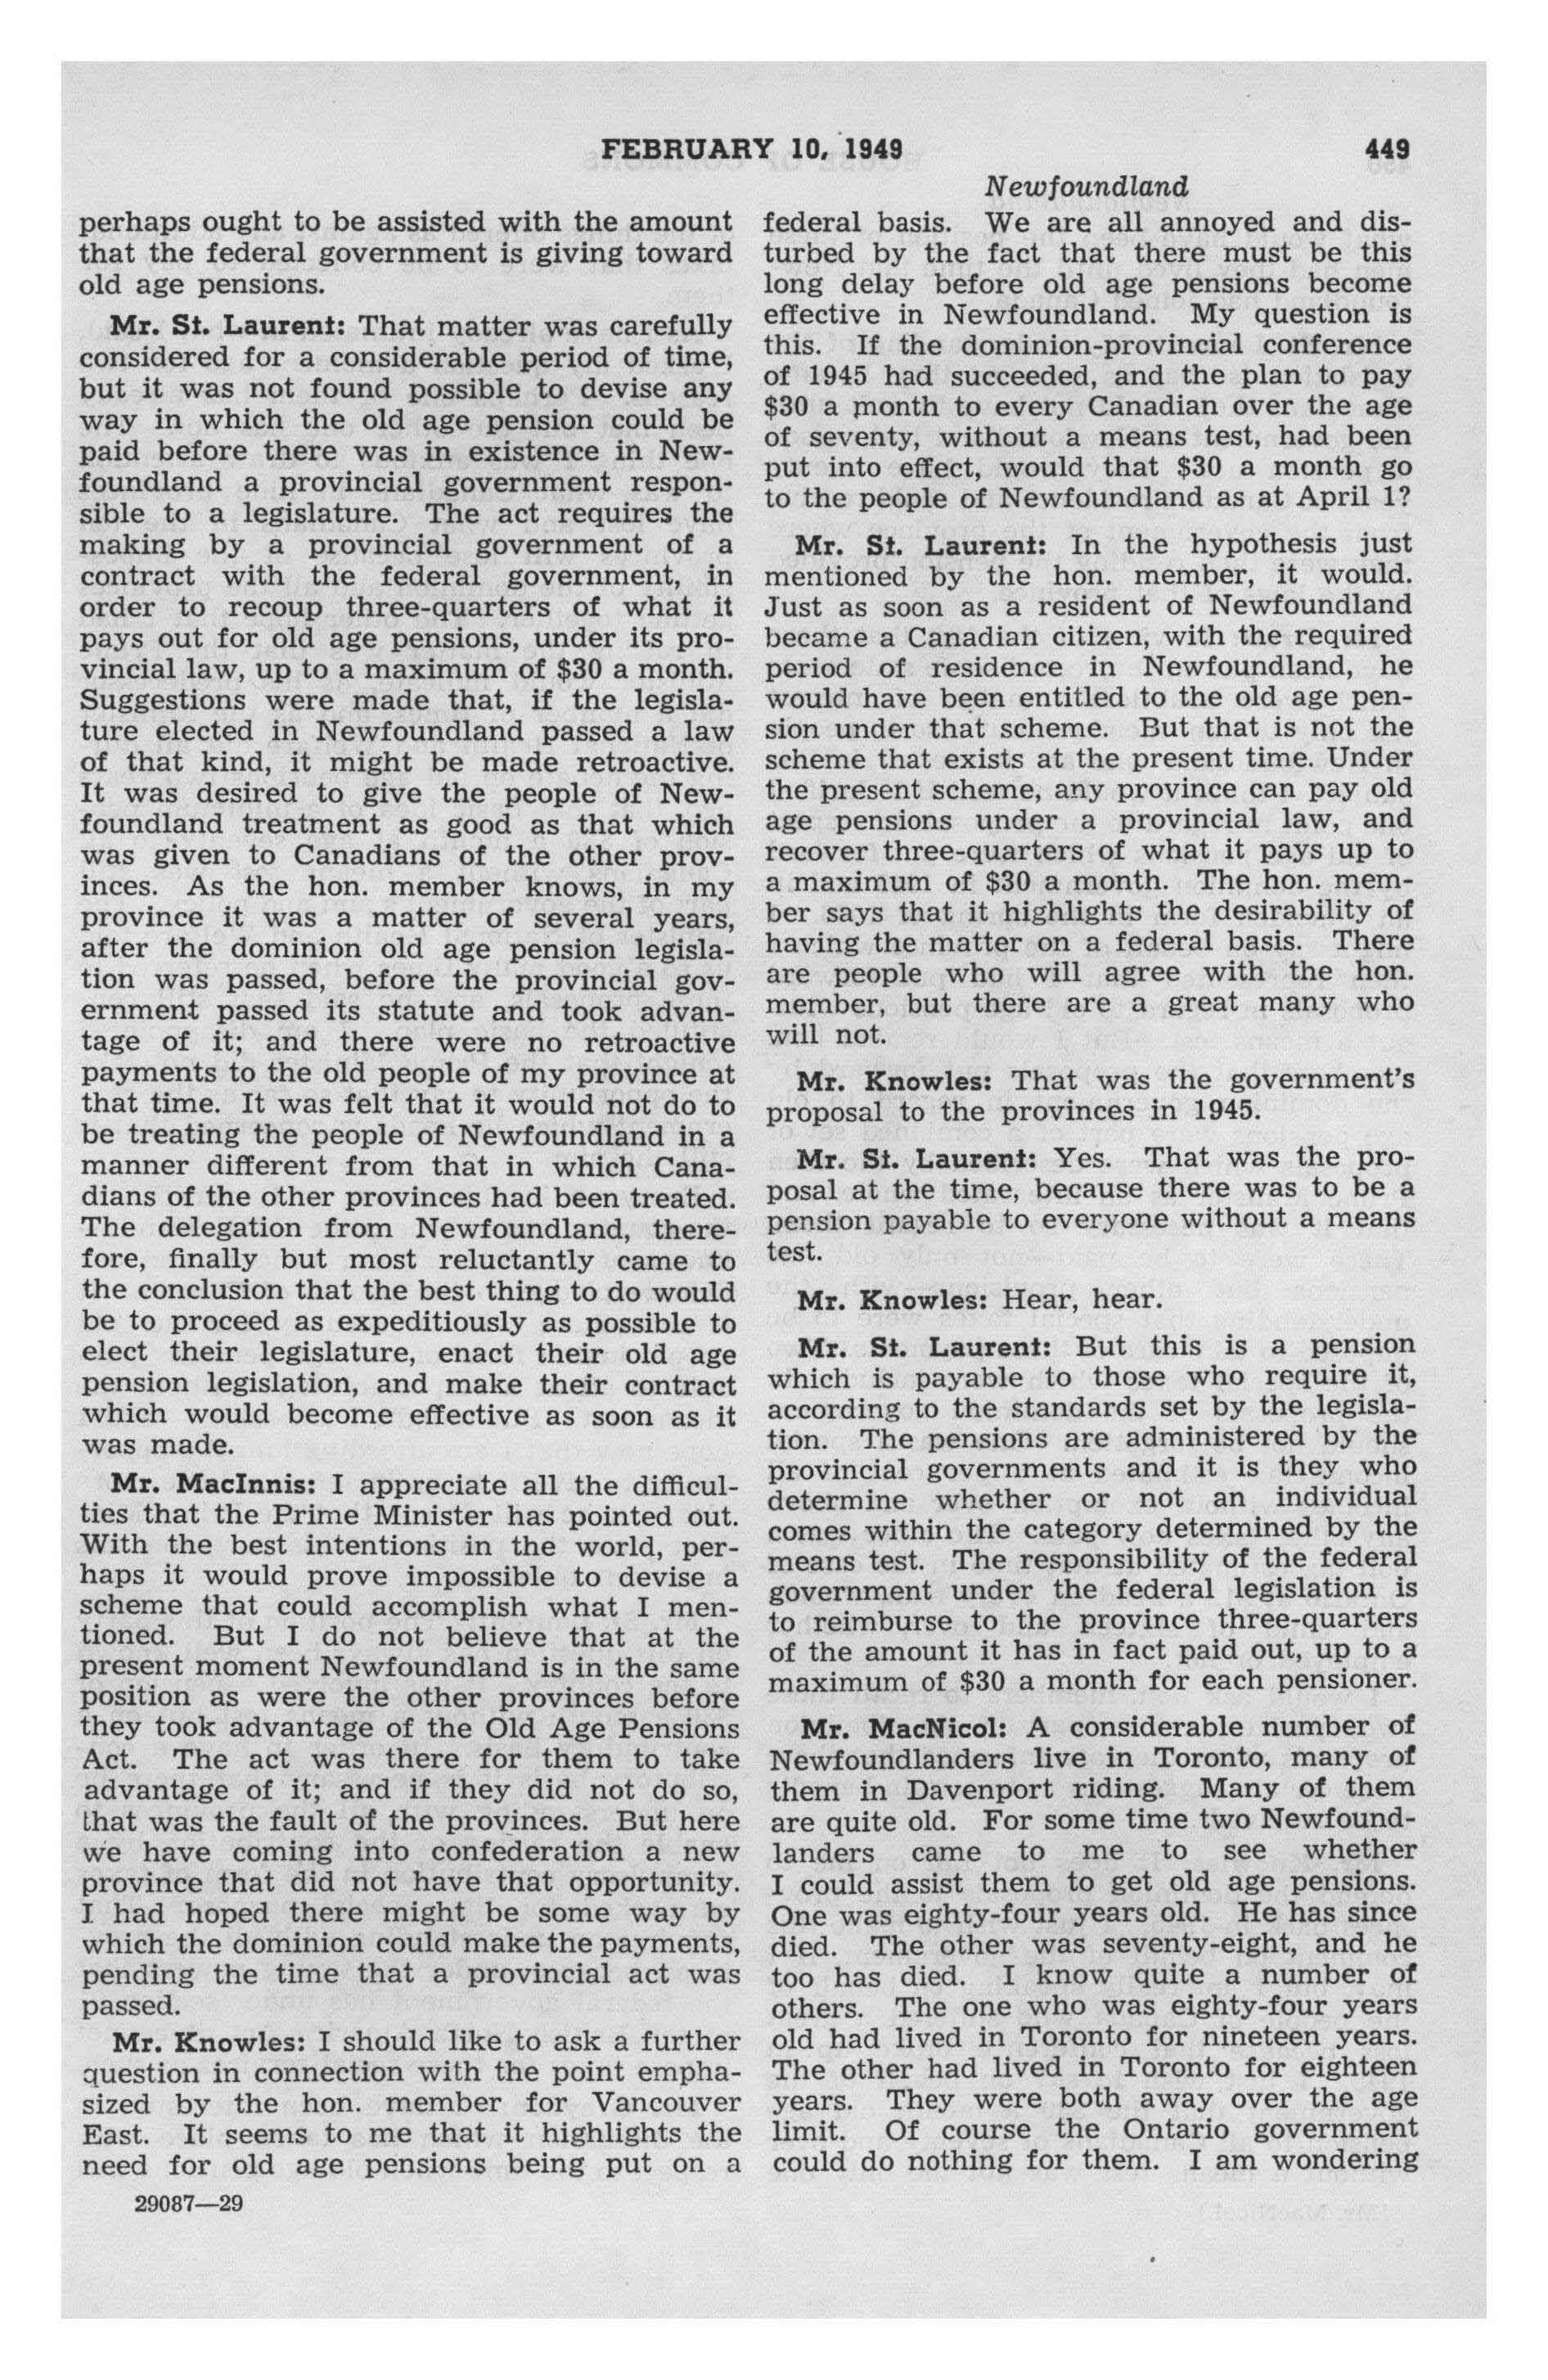 FEBRUARY 10, 1949
449
Newfoundland
perhaps ought to be assisted with the amount
that the federal government is giving toward
old age pensions.
Mr. St. Laurent: That matter was carefully
considered for a considerable period of time,
but it was not found possible to devise any
way in which the old age pension could be
paid before there was in existence in New-
foundland a provincial government respon-
sible to a legislature. The act requires the
making by a provincial government of a
contract with the federal government, in
order to recoup three-quarters of what it
pays out for old age pensions, under its pro-
vincial law, up to a maximum of $30 a month.
Suggestions were made that, if the legisla-
ture elected in Newfoundland passed a law
of that kind, it might be made retroactive.
It was desired to give the people of New-
foundland treatment as good as that which
was given to Canadians of the other prov-
inces. As the hon. member knows, in my
province it was a matter of several years,
after the dominion old age pension legisla-
tion was passed, before the provincial gov-
ernment passed its statute and took advan-
tage of it; and there were no retroactive
payments to the old people of my province at
that time. It was felt that it would not do to
be treating the people of Newfoundland in a
manner different from that in which Cana-
dians of the other provinces had been treated.
The delegation from Newfoundland, there-
fore, finally but most reluctantly came to
the conclusion that the best thing to do would
be to proceed as expeditiously as possible to
elect their legislature, enact their old age
pension legislation, and make their contract
which would become effective as soon as it
was made.
Mr. MacInnis: I appreciate all the difficul-
ties that the Prime Minister has pointed out.
With the best intentions in the world, per-
haps it would prove impossible to devise a
scheme that could accomplish what I men-
tioned. But I do not believe that at the
present moment Newfoundland is in the same
position as were the other provinces before
they took advantage of the Old Age Pensions
Act. The act was there for them to take
advantage of it; and if they did not do so,
that was the fault of the provinces. But here
we have coming into confederation a new
province that did not have that opportunity.
I had hoped there might be some way by
which the dominion could make the payments,
pending the time that a provincial act was
passed.
Mr. Knowles: I should like to ask a further
question in connection with the point empha-
sized by the hon. member for Vancouver
East. It seems to me that it highlights the
need for old age pensions being put on a
29087—29
federal basis. We are all annoyed and dis-
turbed by the fact that there must be this
long delay before old age pensions become
effective in Newfoundland. My question is
this. If the dominion-provincial conference
of 1945 had succeeded, and the plan to pay
$30 a month to every Canadian over the age
of seventy, without a means test, had been
put into effect, would that $30 a month go
to the people of Newfoundland as at April 1?
Mr. St. Laurent: In the hypothesis just
mentioned by the hon. member, it would.
Just as soon as a resident of Newfoundland
became a Canadian citizen, with the required
period of residence in Newfoundland, he
would have been entitled to the old age pen-
sion under that scheme. But that is not the
scheme that exists at the present time. Under
the present scheme, any province can pay old
age pensions under a provincial law, and
recover three-quarters of what it pays up to
a maximum of $30 a month. The hon. mem-
ber says that it highlights the desirability of
having the matter on a federal basis. There
are people who will agree with the hon.
member, but there are a great many who
will not.
Mr. Knowles: That was the government's
proposal to the provinces in 1945.
Mr. St. Laurent: Yes. That was the pro-
posal at the time, because there was to be a
pension payable to everyone without a means
test.
Mr. Knowles: Hear, hear.
Mr. St. Laurent: But this is a pension
which is payable to those who require it,
according to the standards set by the legisla-
tion. The pensions are administered by the
provincial governments and it is they who
determine whether or not an individual
comes within the category determined by the
means test. The responsibility of the federal
government under the federal legislation is
to reimburse to the province three-quarters
of the amount it has in fact paid out, up to a
maximum of $30 a month for each pensioner.
Mr. MacNicol: A considerable number of
Newfoundlanders live in Toronto, many of
them in Davenport riding. Many of them
are quite old. For some time two Newfound-
landers came to me to see whether
I could assist them to get old age pensions.
One was eighty-four years old. He has since
died. The other was seventy-eight, and he
too has died. I know quite a number of
others. The one who was eighty-four years
old had lived in Toronto for nineteen years.
The other had lived in Toronto for eighteen
years. They were both away over the age
limit. Of course the Ontario government
could do nothing for them. I am wondering